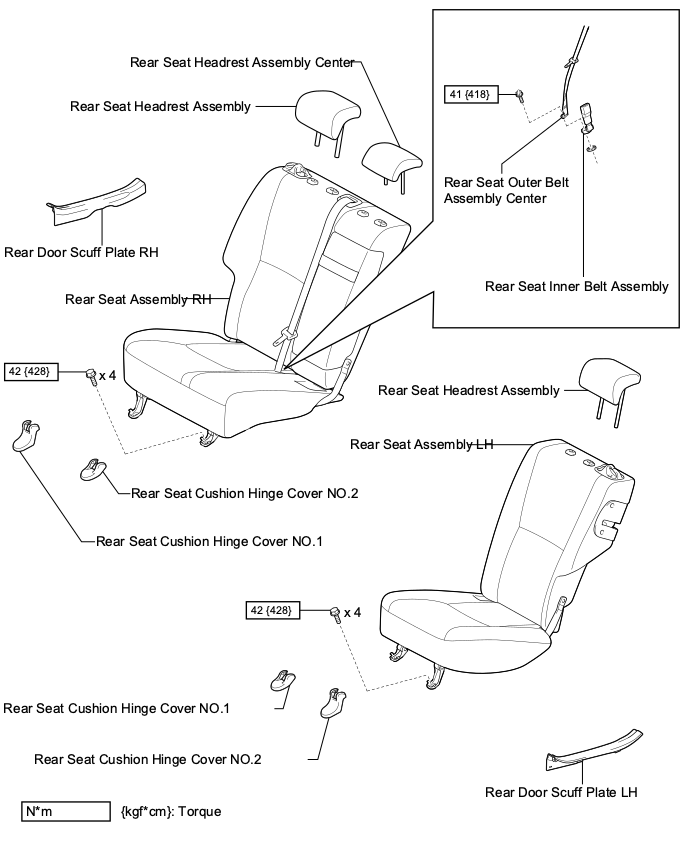 Rear Seat Headrest Assembly Center
Rear Seat Headrest Assembly
41 {418}
Rear Seat Outer Belt
Assembly Center
Rear Door Scuff Plate RH
Rear Seat Inner Belt Assembly
Rear Seat Assembly RH
42 {428}
x 4
Rear Seat Headrest Assembly
Rear Seat Assembly LH
Rear Seat Cushion Hinge Cover NO.2
Rear Seat Cushion Hinge Cover NO.1
42 {428}
x 4
Rear Seat Cushion Hinge Cover NO.1
Rear Seat Cushion Hinge Cover NO.2
Rear Door Scuff Plate LH
N*m {kgf*cm}: Torque